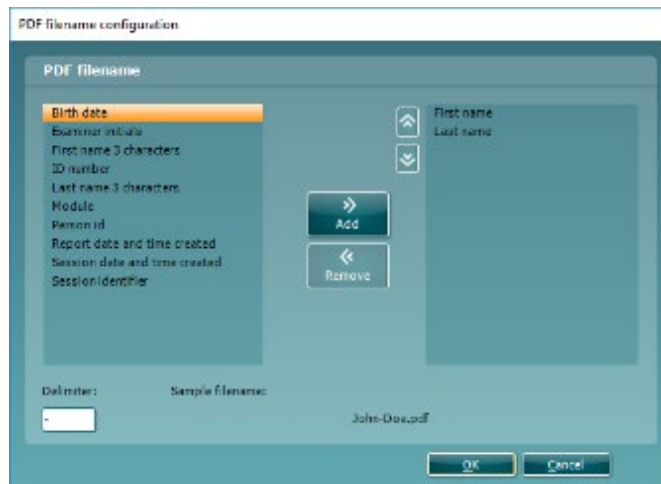 PDF filename configuration
PDF filename
Birth date
Examiner initials
First name 3 characters
ID number
Last name 3 characters
Module
Person id
Report date and time created
Session date and time created
Session identifier
First name
Last name
Add
Remove
Delimiter:
Sample filename:
-
John-Doe.pdf
OK
Cancel